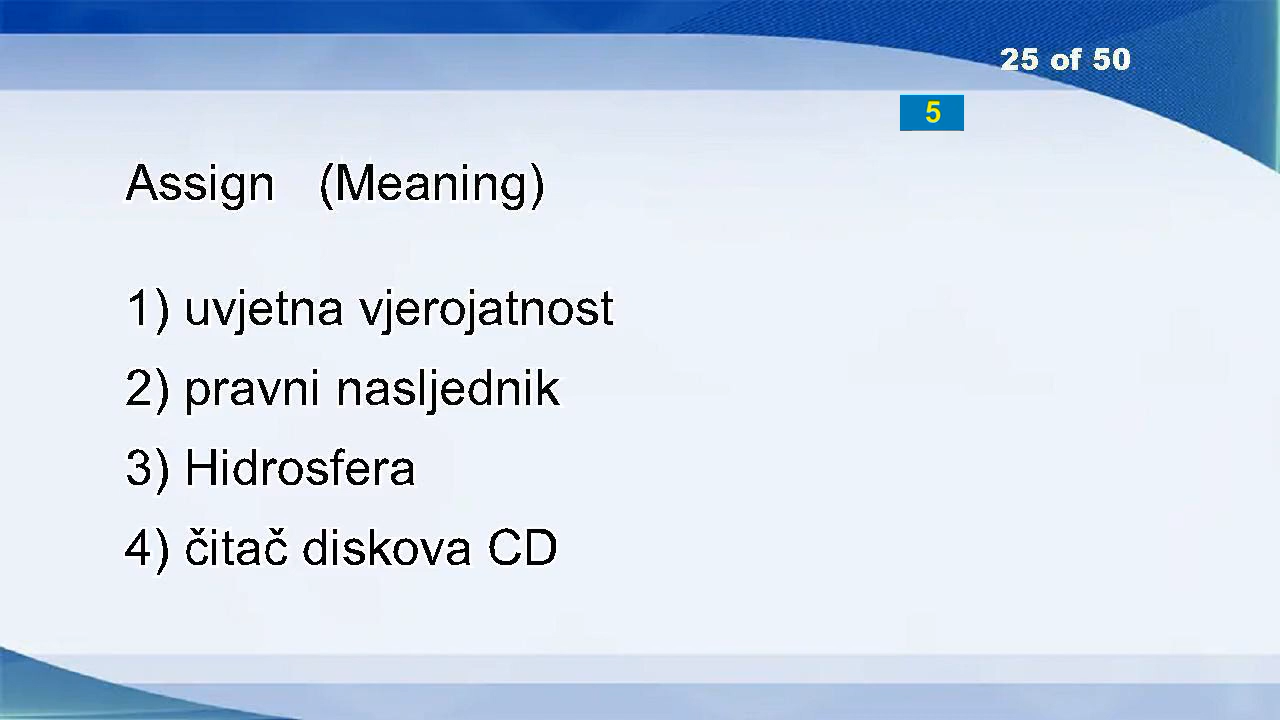 25 of 50
5
Assign (Meaning)
1) uvjetna vjerojatnost
2) pravni nasljednik
3) Hidrosfera
4) čitač diskova CD